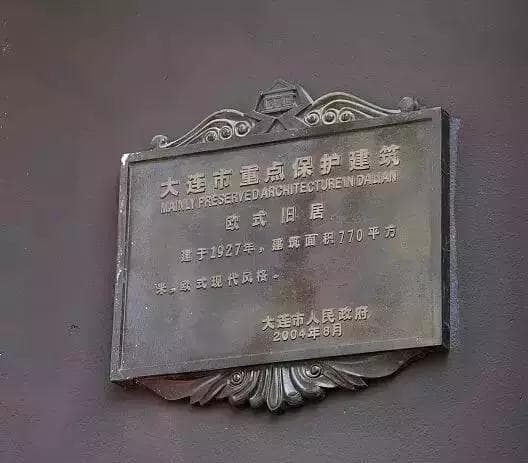 大连市重点保护建筑
MAINLY PRESERVED ARCHITECTURE IN DALIAN
欧式旧居
建于1927年，建筑面积770平方
米，欧式现代风格。
大连市人民政府
2004年8月